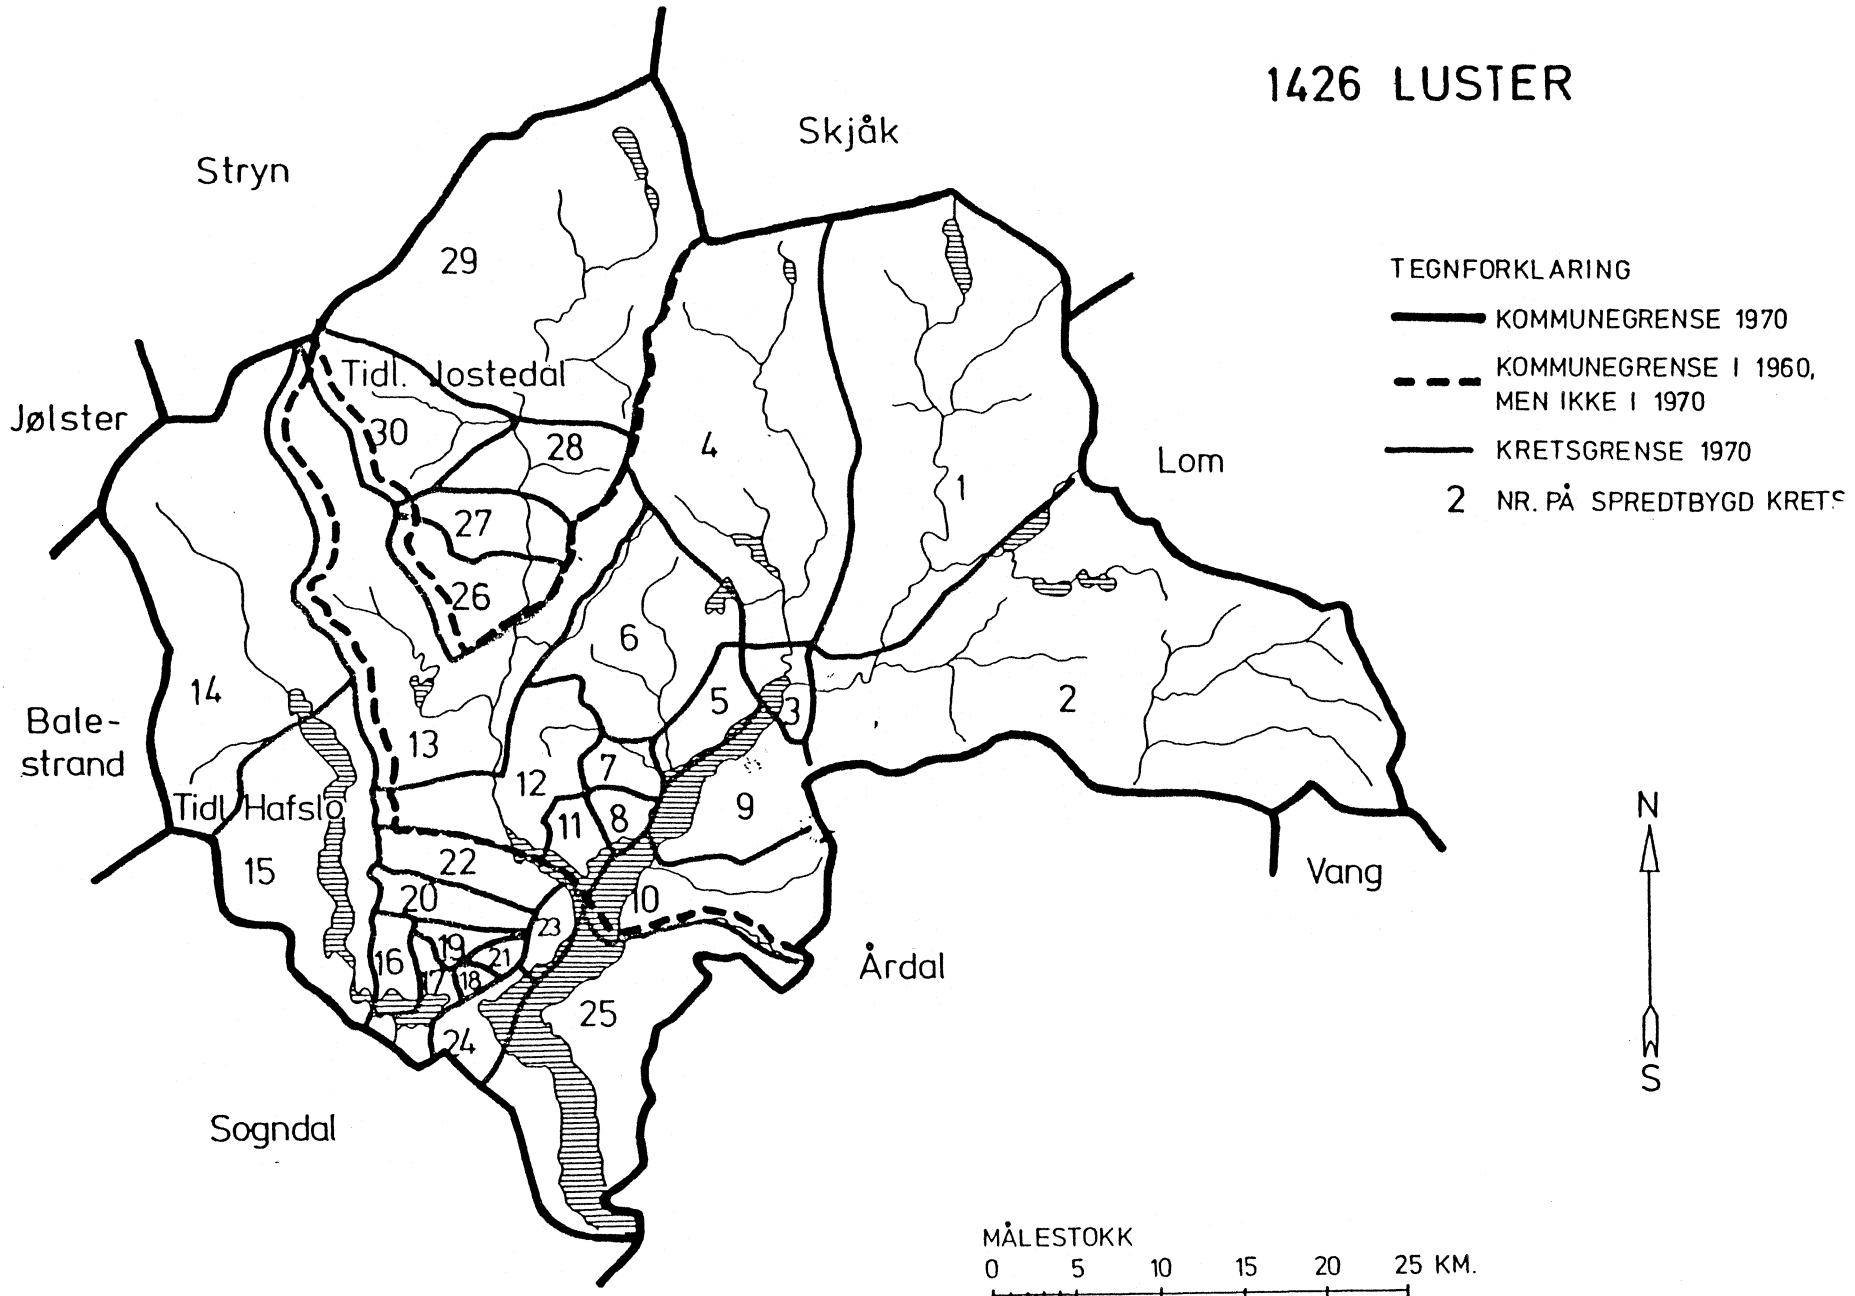 1426 LUSTER
Skjåk
Stryn
29
TEGNFORKLARING
KOMMUNEGRENSE 1970
KOMMUNEGRENSE I 1960,
MEN IKKE I 1970
KRETSGRENSE 1970
2 NR. PÅ SPREDTBYGD KRETS
Tidl. Jostedal
Jølster
30
28
4
Lom
1
27
26
6
14
5
3
2
Bale-
strand
13
12
7
Tidl. Hafslo
11
8
9
N
15
22
Vang
20
10
23
16
19
21
17
18
Årdal
25
24
S
Sogndal
MÅLESTOKK
0 5 10 15 20 25 KM.